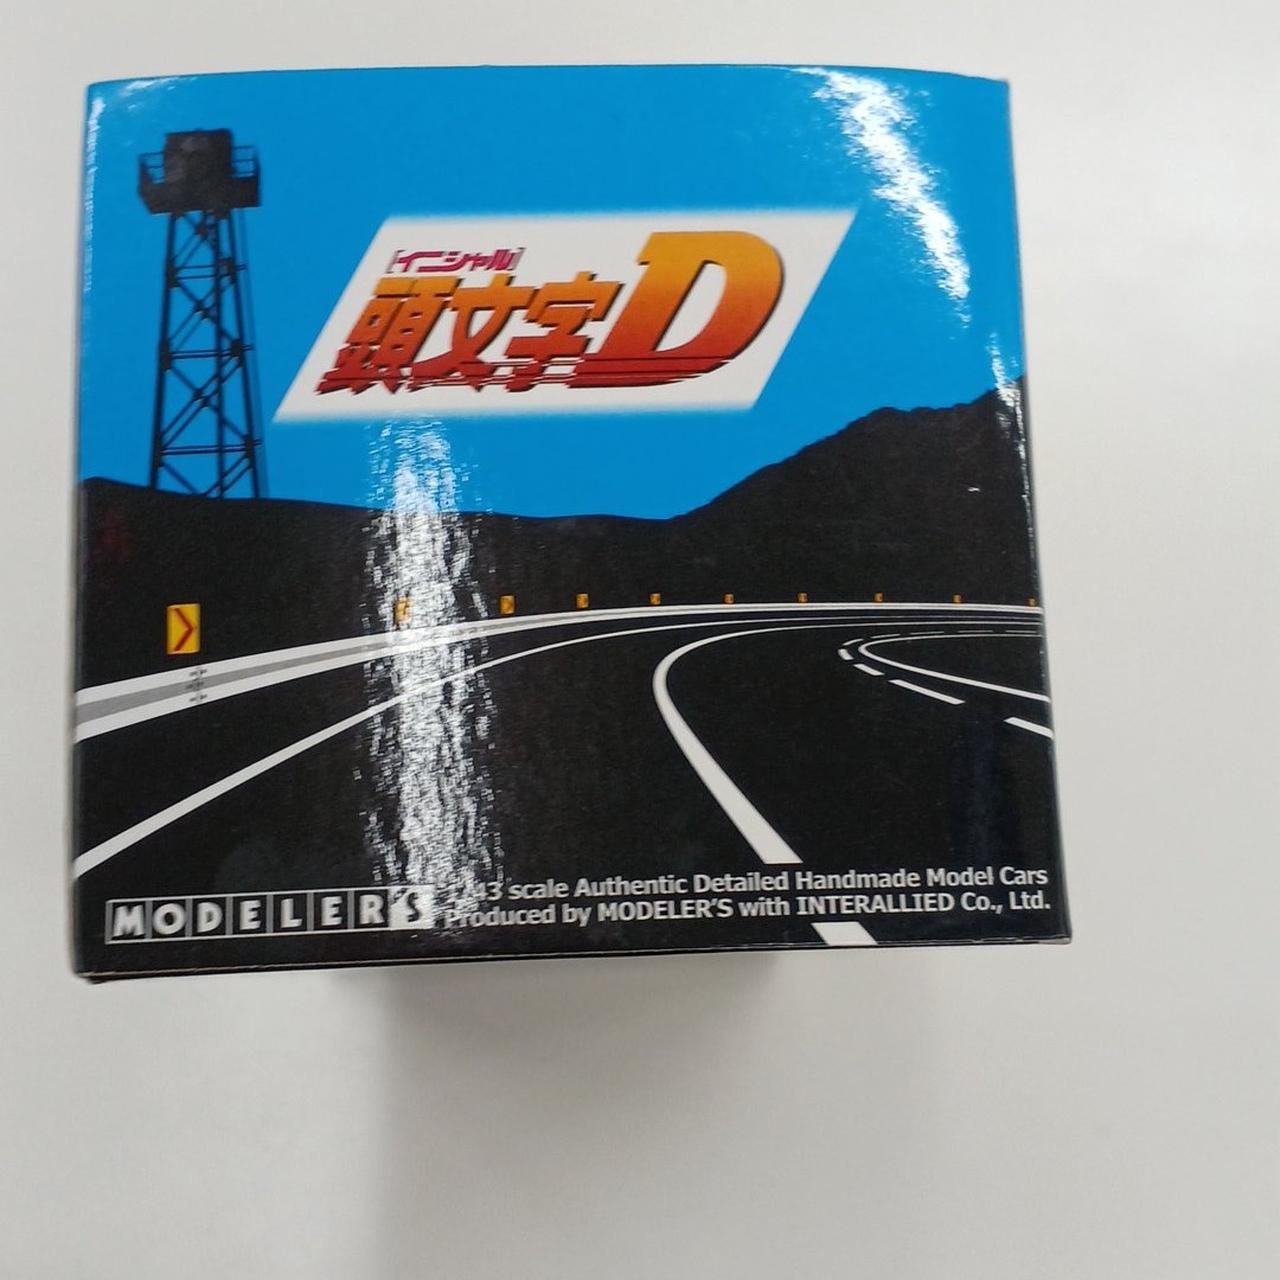 [イニシャル]
頭文字D
MODELER'S
1/43 scale Authentic Detailed Handmade Model Cars
Produced by MODELER'S with INTERALLIED Co., Ltd.